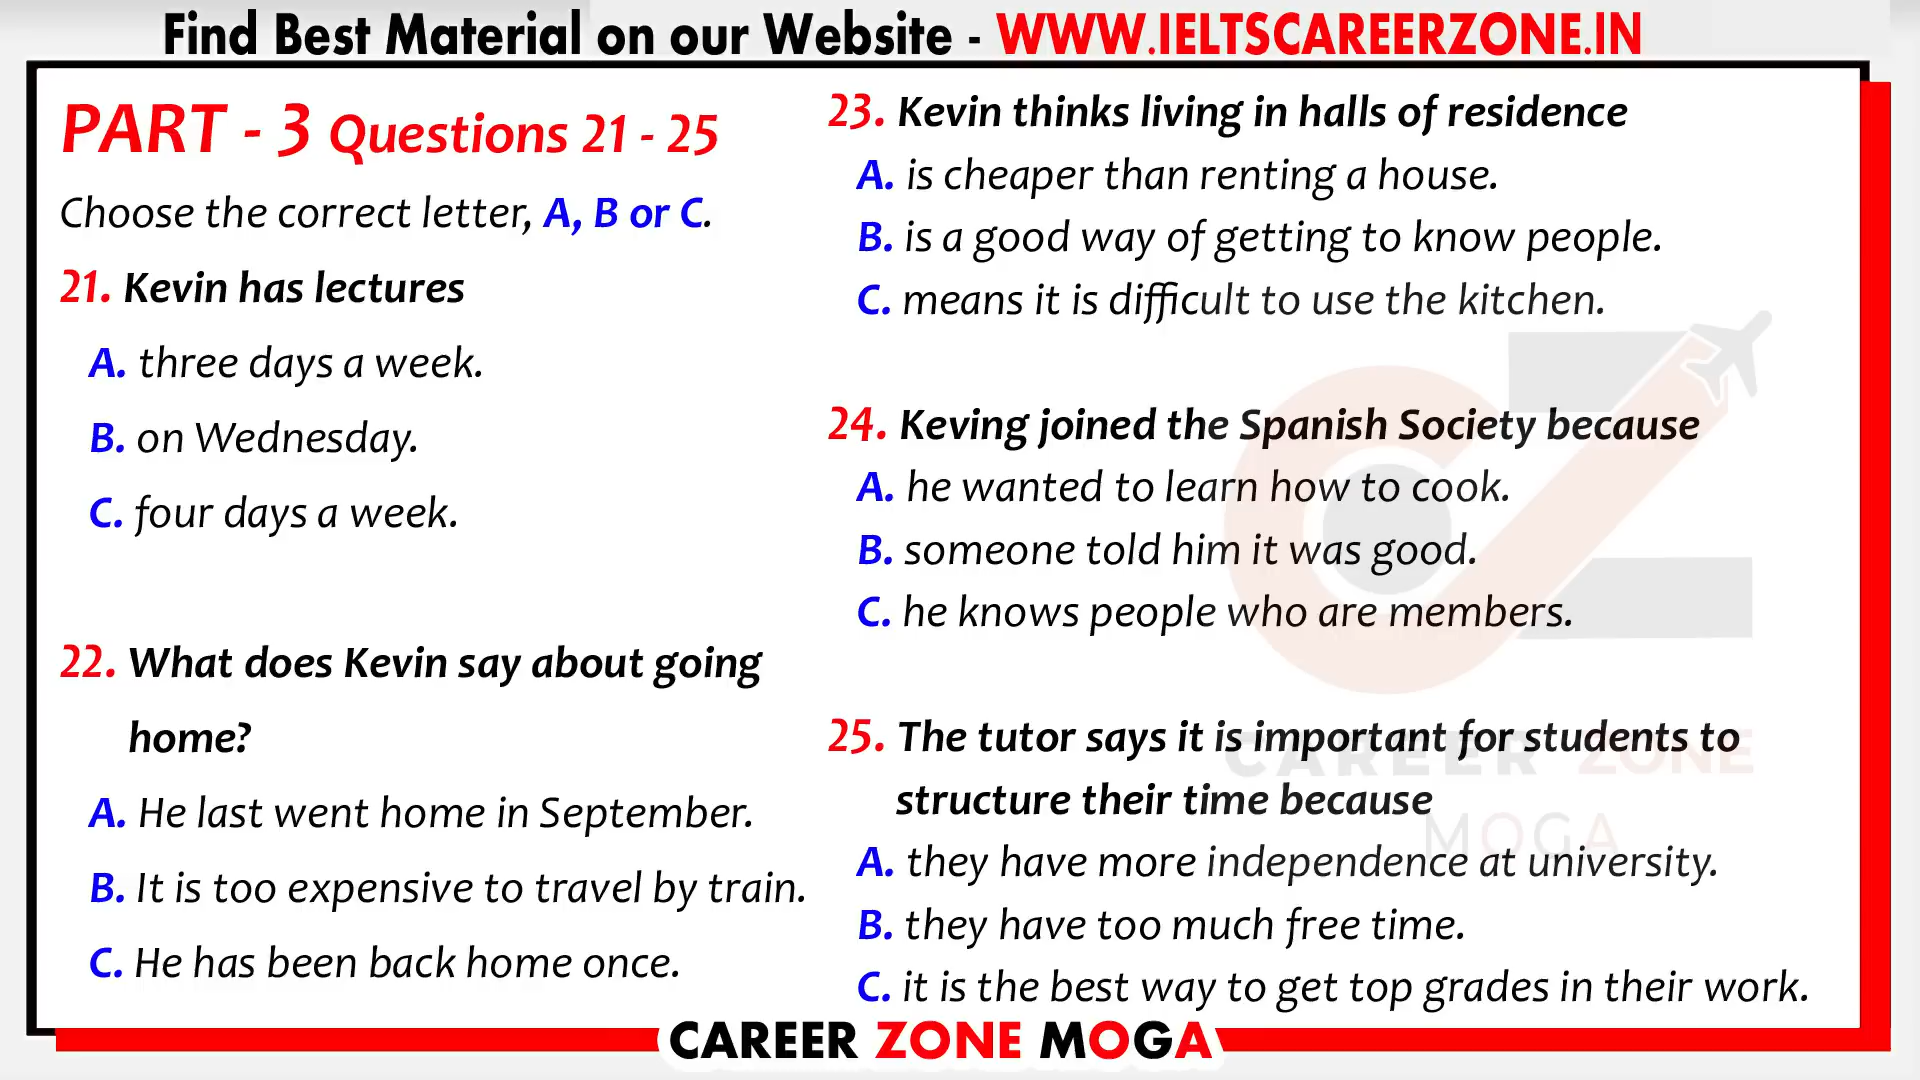 Find Best Material on our Website - WWW.IELTSCAREERZONE.IN
PART - 3 Questions 21 - 25
Choose the correct letter, A, B or C.
21. Kevin has lectures
A. three days a week.
B. on Wednesday.
C. four days a week.
22. What does Kevin say about going
home?
A. He last went home in September.
B. It is too expensive to travel by train.
C. He has been back home once.
23. Kevin thinks living in halls of residence
A. is cheaper than renting a house.
B. is a good way of getting to know people.
C. means it is difficult to use the kitchen.
24. Keving joined the Spanish Society because
A. he wanted to learn how to cook.
B. someone told him it was good.
C. he knows people who are members.
25. The tutor says it is important for students to
structure their time because
A. they have more independence at university.
B. they have too much free time.
C. it is the best way to get top grades in their work.
CAREER ZONE
MOGA
CAREER ZONE MOGA